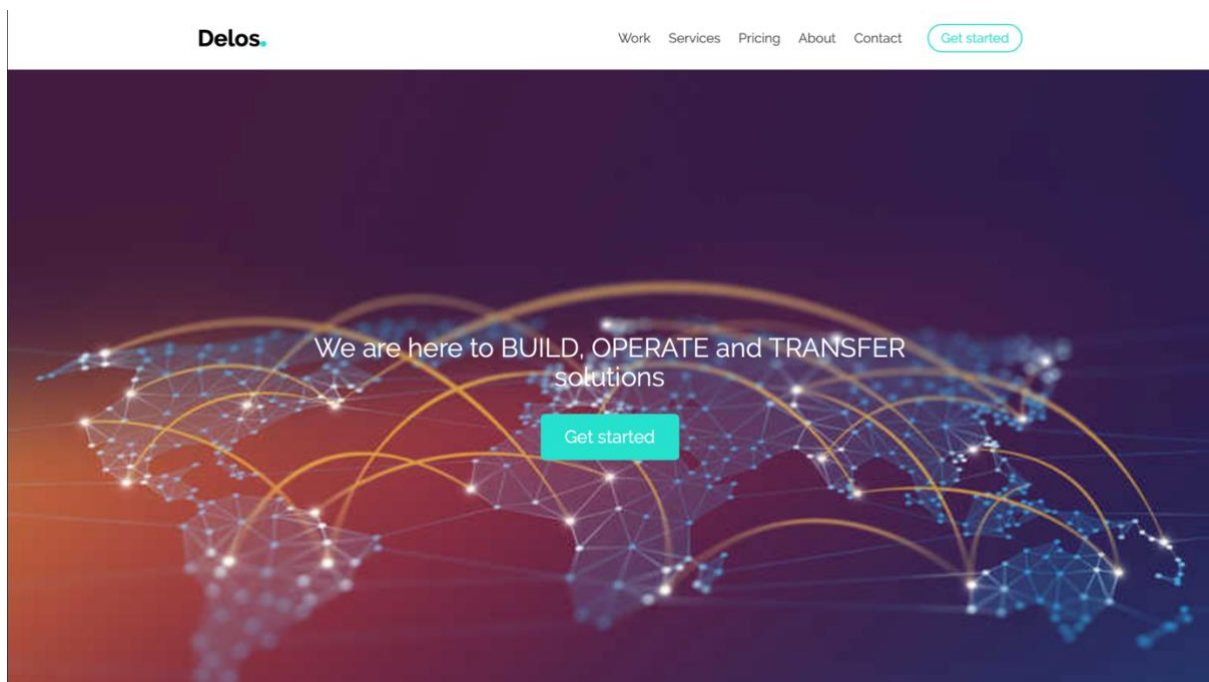 Delos.
Work Services Pricing About Contact Get started
We are here to BUILD, OPERATE and TRANSFER
solutions
Get started